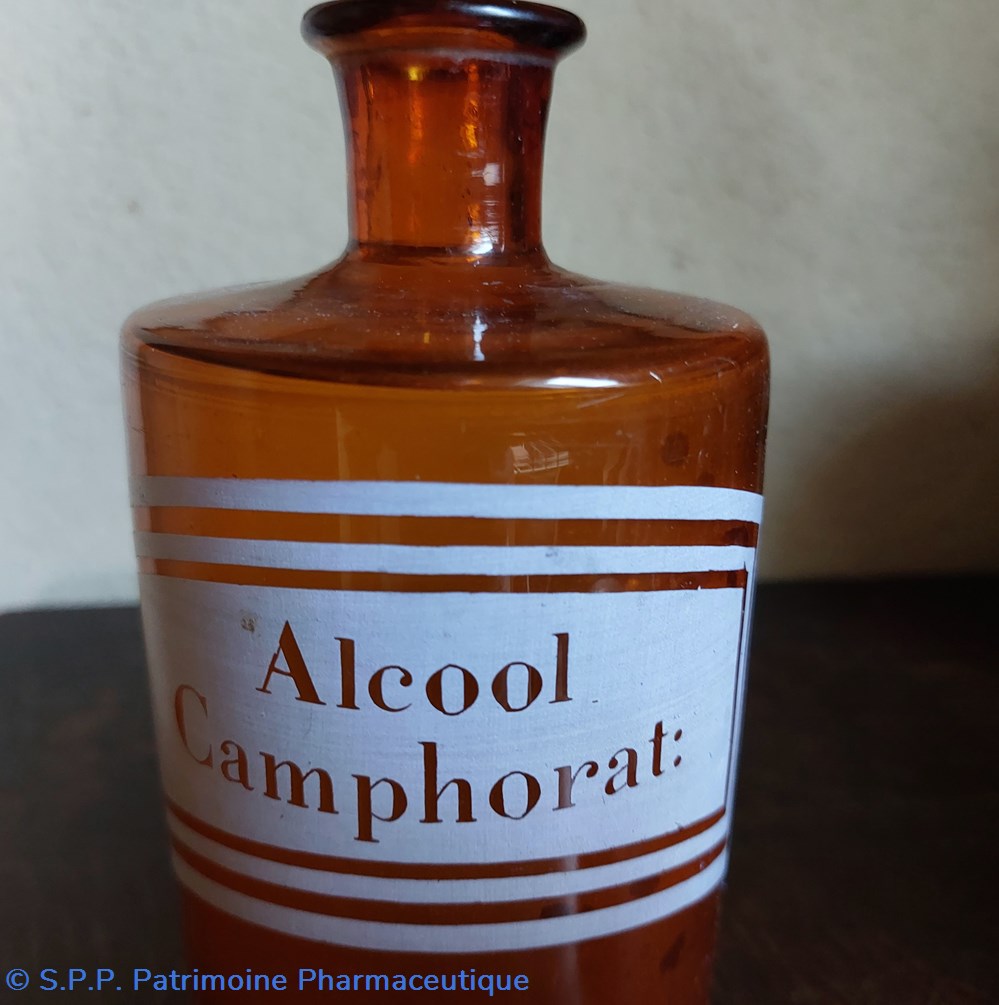 Alcool
Camphorat:
© S.P.P. Patrimoine Pharmaceutique